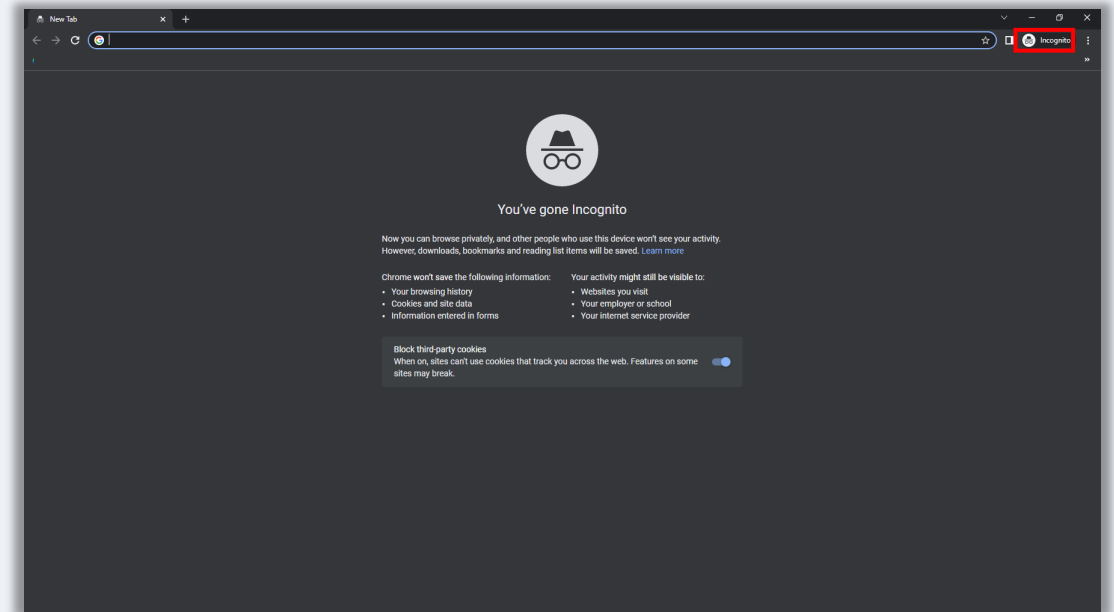 New Tab
Incognito
You've gone Incognito
Now you can browse privately, and other people who use this device won't see your activity.
However, downloads, bookmarks and reading list items will be saved. Learn more
Chrome won't save the following information:
• Your browsing history
• Cookies and site data
• Information entered in forms
Your activity might still be visible to:
• Websites you visit
• Your employer or school
• Your internet service provider
Block third-party cookies
When on, sites can't use cookies that track you across the web. Features on some
sites may break.